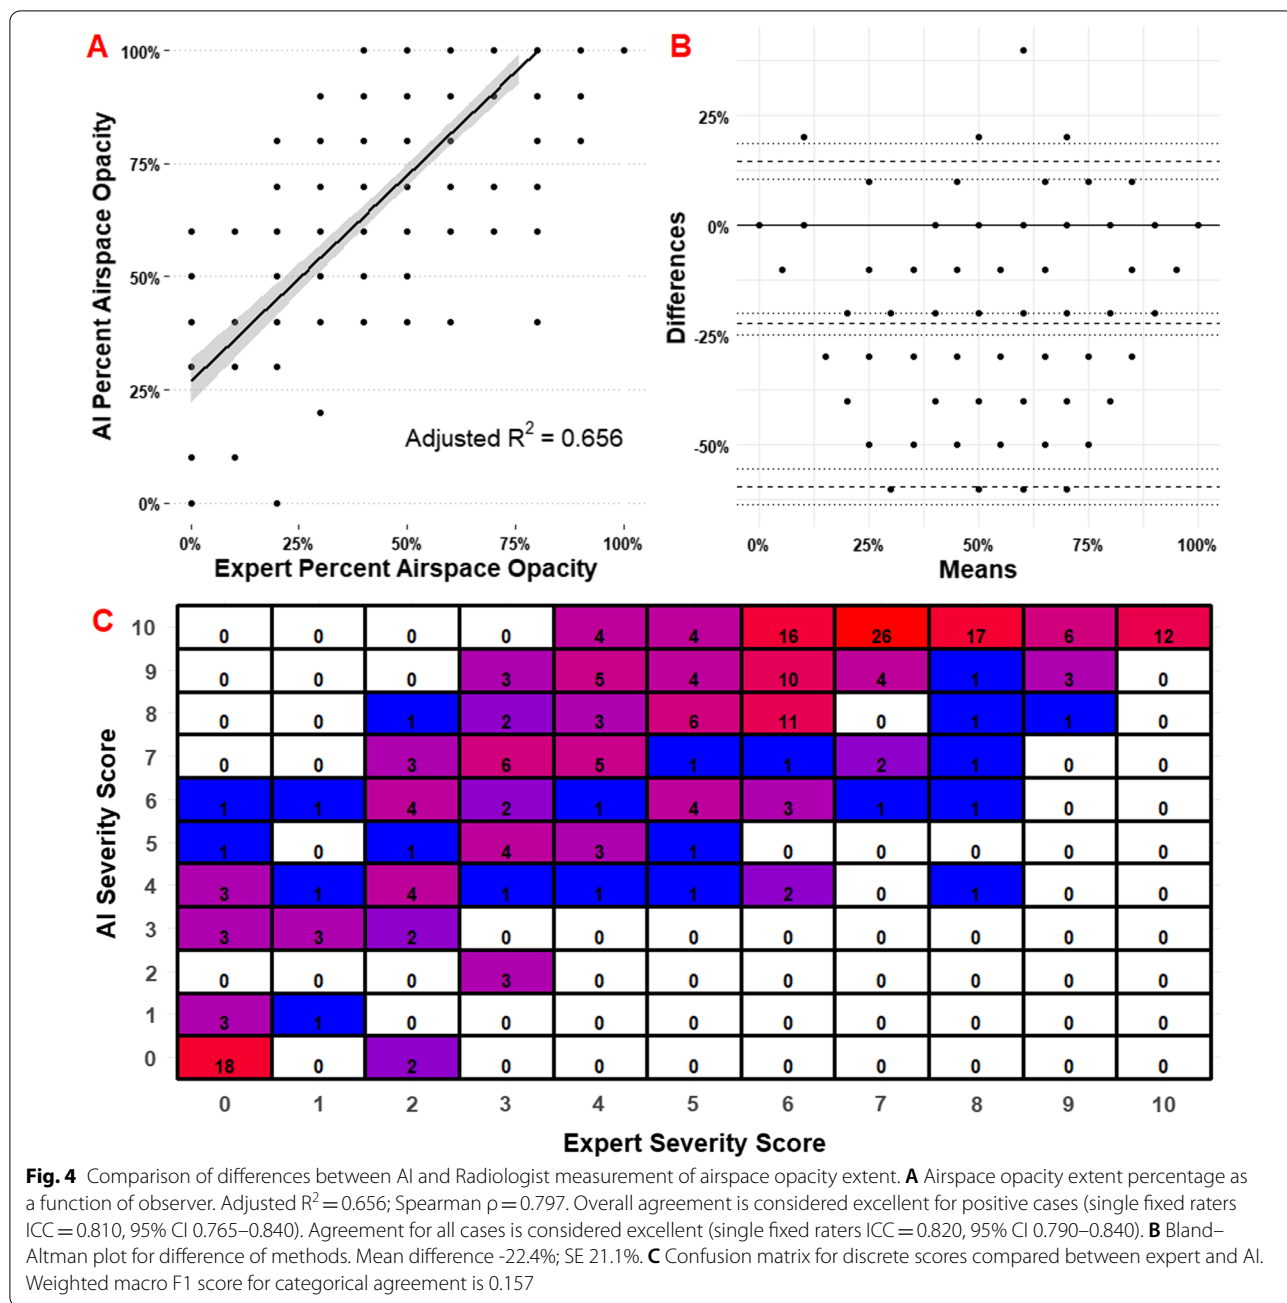 A
AI Percent Airspace Opacity
100%
75%
50%
25%
0%
Adjusted R² = 0.656
0% 25% 50% 75% 100%
Expert Percent Airspace Opacity
B
Differences
25%
0%
-25%
-50%
0% 25% 50% 75% 100%
Means
C
AI Severity Score
10 0 0 0 0 4 4 16 26 17 6 12
9 0 0 0 3 5 4 10 4 1 3 0
8 0 0 1 2 3 6 11 0 1 1 0
7 0 0 3 6 5 1 1 2 1 0 0
6 1 1 4 2 1 4 3 1 1 0 0
5 1 0 1 4 3 1 0 0 0 0 0
4 3 1 4 1 1 1 2 0 1 0 0
3 3 3 2 0 0 0 0 0 0 0 0
2 0 0 0 3 0 0 0 0 0 0 0
1 3 1 0 0 0 0 0 0 0 0 0
0 18 0 2 0 0 0 0 0 0 0 0
0 1 2 3 4 5 6 7 8 9 10
Expert Severity Score
Fig. 4 Comparison of differences between AI and Radiologist measurement of airspace opacity extent. A Airspace opacity extent percentage as
a function of observer. Adjusted R² = 0.656; Spearman ρ = 0.797. Overall agreement is considered excellent for positive cases (single fixed raters
ICC = 0.810, 95% CI 0.765–0.840). Agreement for all cases is considered excellent (single fixed raters ICC = 0.820, 95% CI 0.790–0.840). B Bland–
Altman plot for difference of methods. Mean difference -22.4%; SE 21.1%. C Confusion matrix for discrete scores compared between expert and AI.
Weighted macro F1 score for categorical agreement is 0.157